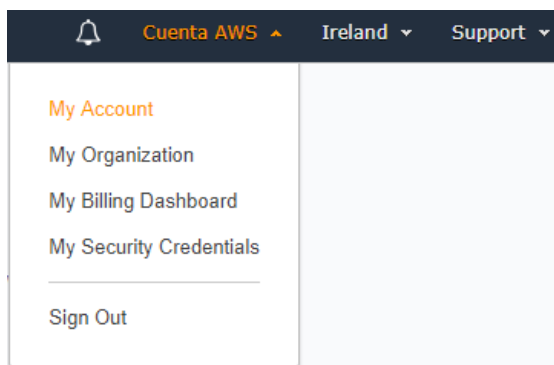 Cuenta AWS Ireland Support
My Account
My Organization
My Billing Dashboard
My Security Credentials
Sign Out